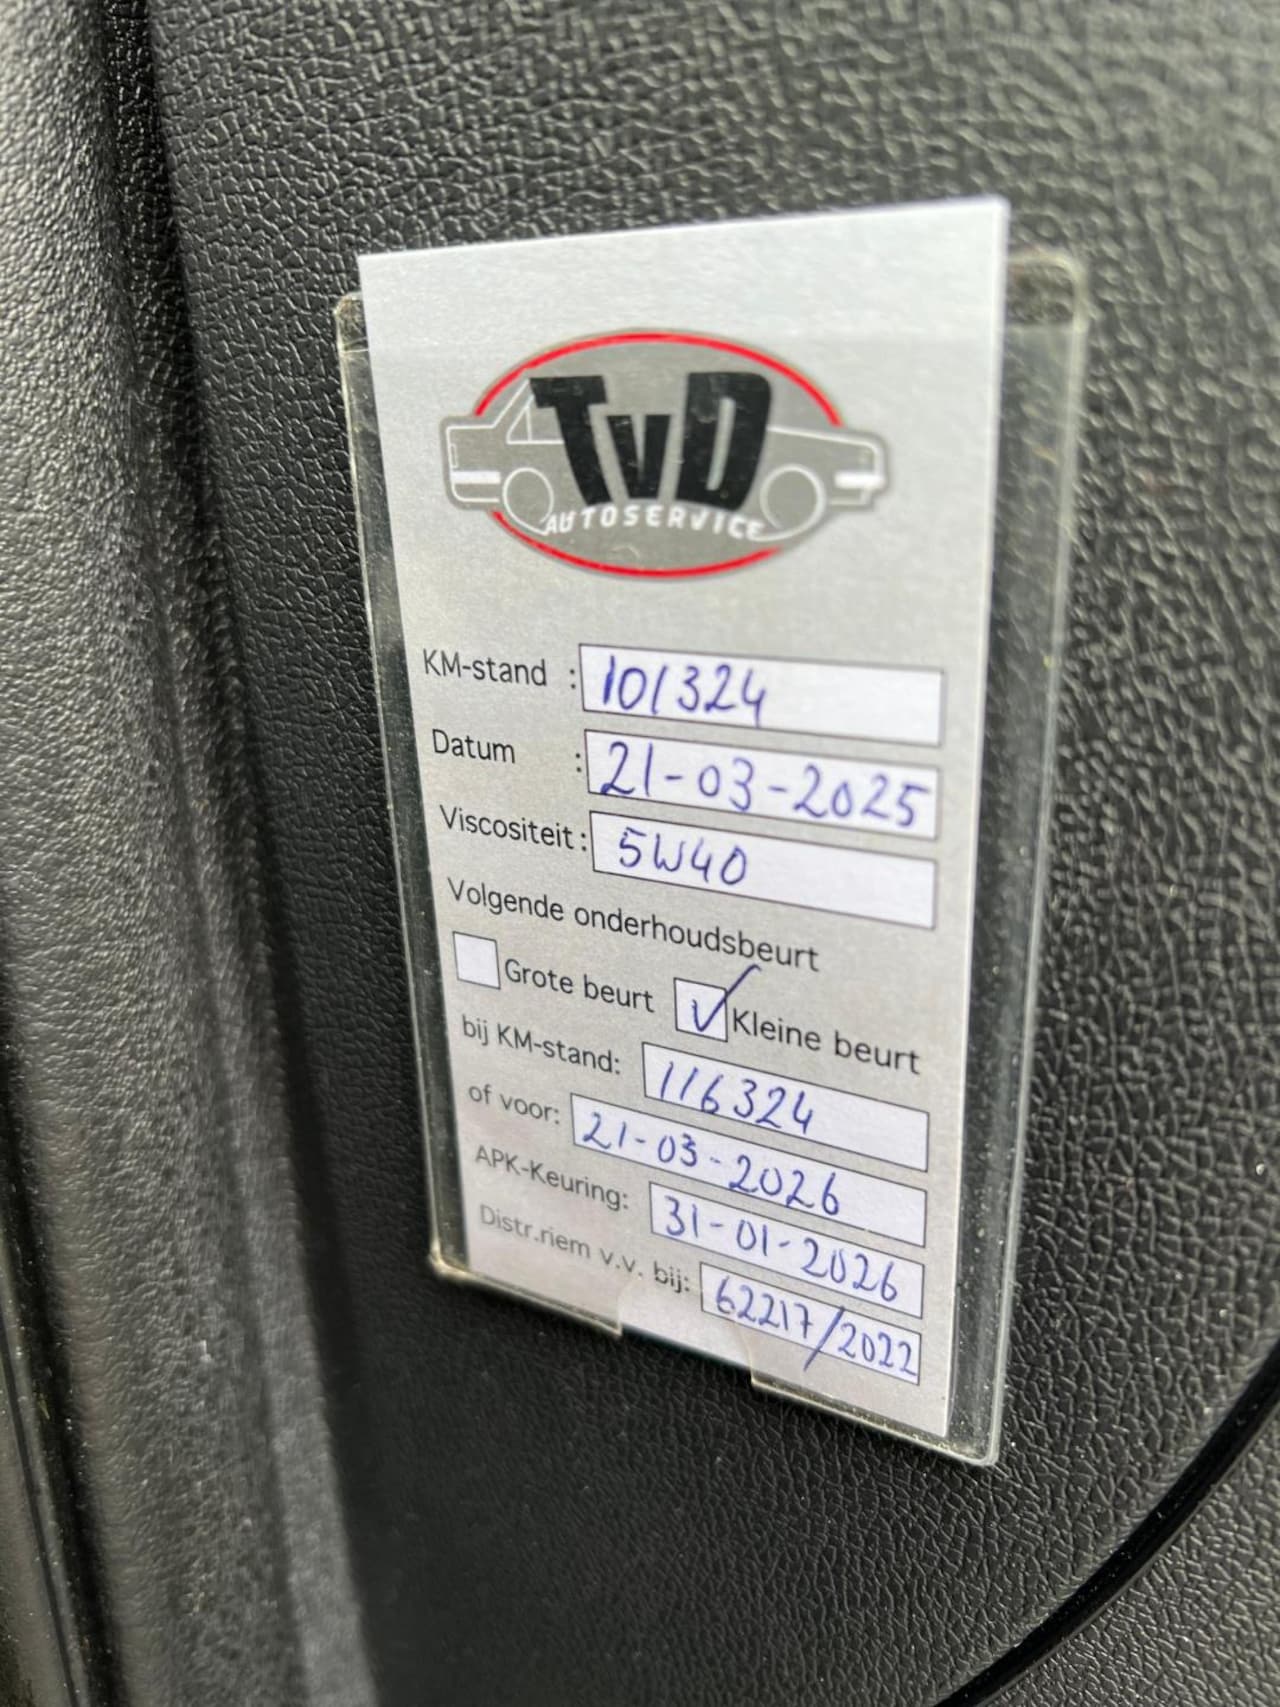 TvD
AUTOSERVICE
KM-stand : 101324
Datum : 21-03-2025
Viscositeit : 5W40
Volgende onderhoudsbeurt
Grote beurt Kleine beurt
bij KM-stand: 116324
of voor: 21-03-2026
APK-Keuring: 31-01-2026
Distr.riem v.v. bij: 62217/2022